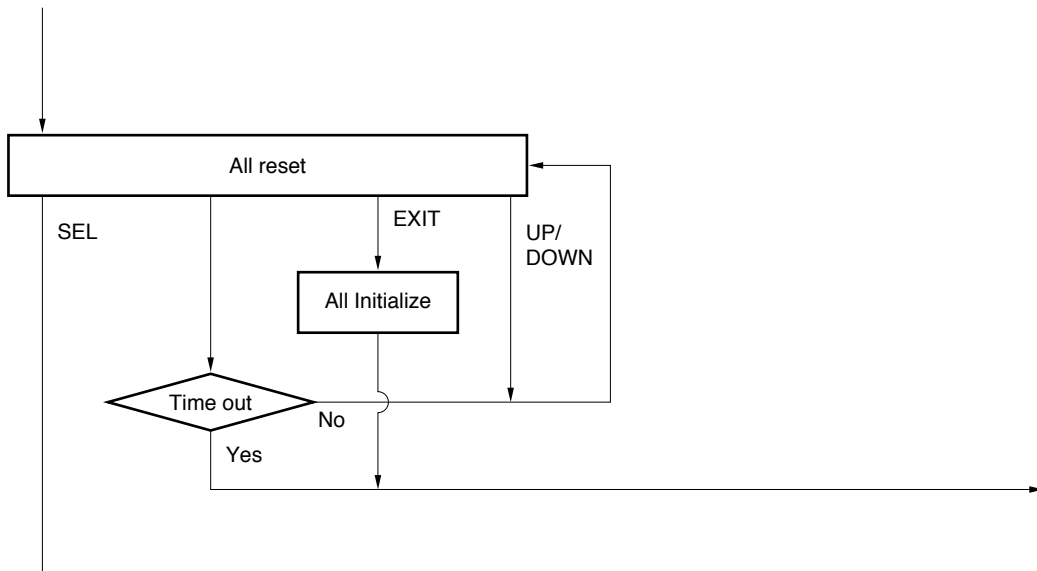 All reset
SEL
EXIT
UP/
DOWN
All Initialize
Time out
No
Yes